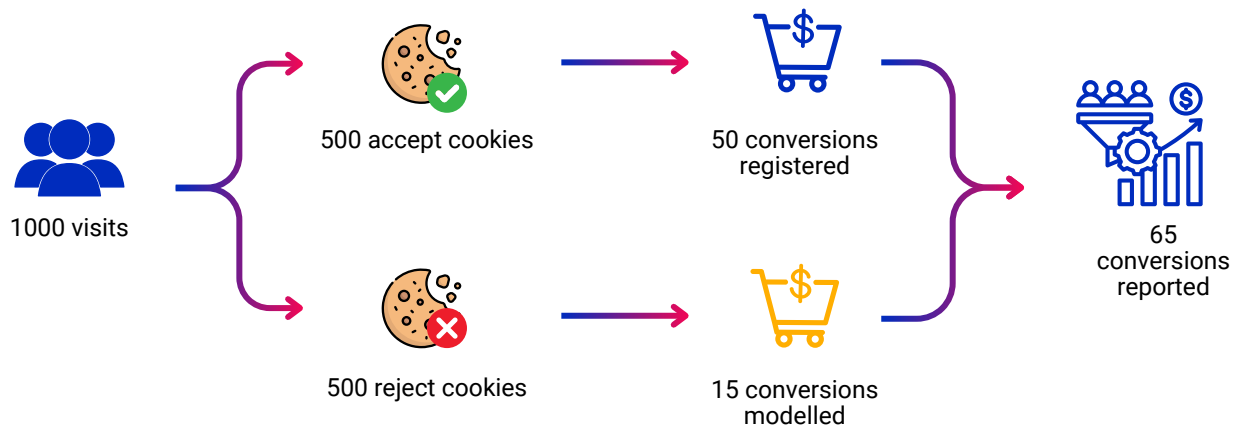 1000 visits
500 accept cookies
50 conversions
registered
500 reject cookies
15 conversions
modelled
65
conversions
reported